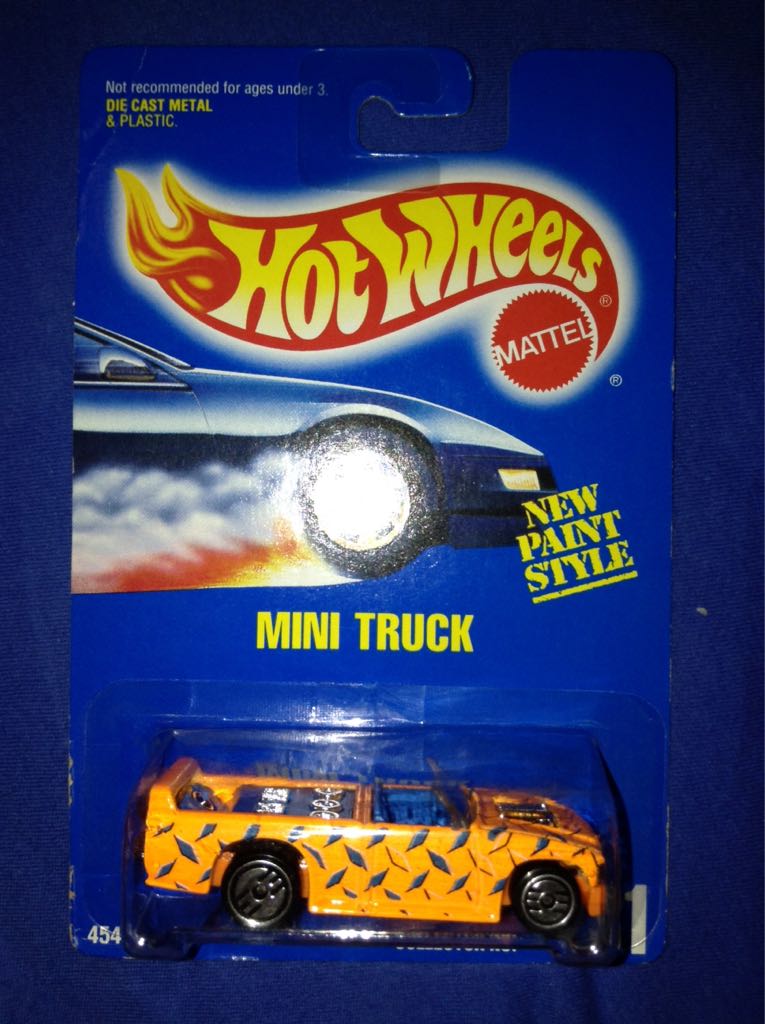 Not recommended for ages under 3.
DIE CAST METAL
& PLASTIC.
HOT WHEELS ®
MATTEL
®
NEW
PAINT
STYLE
MINI TRUCK
454
1